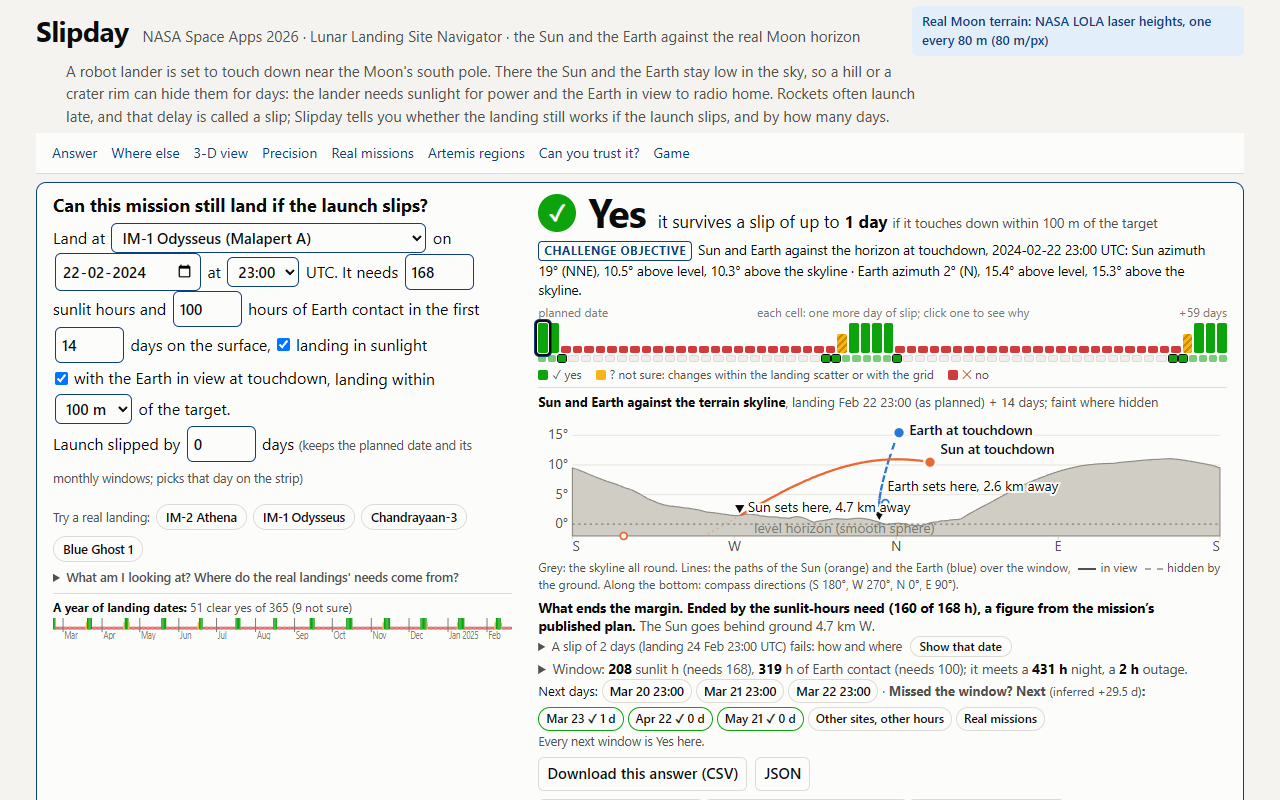 Slipday NASA Space Apps 2026 · Lunar Landing Site Navigator · the Sun and the Earth against the real Moon horizon
Real Moon terrain: NASA LOLA laser heights, one
every 80 m (80 m/px)
A robot lander is set to touch down near the Moon's south pole. There the Sun and the Earth stay low in the sky, so a hill or a
crater rim can hide them for days: the lander needs sunlight for power and the Earth in view to radio home. Rockets often launch
late, and that delay is called a slip; Slipday tells you whether the landing still works if the launch slips, and by how many days.
Answer Where else 3-D view Precision Real missions Artemis regions Can you trust it? Game
Can this mission still land if the launch slips?
Land at IM-1 Odysseus (Malapert A) on
22-02-2024 at 23:00 UTC. It needs 168
sunlit hours and 100 hours of Earth contact in the first
14 days on the surface, landing in sunlight
with the Earth in view at touchdown, landing within
100 m of the target.
Launch slipped by 0 days (keeps the planned date and its
monthly windows; picks that day on the strip)
Try a real landing: IM-2 Athena IM-1 Odysseus Chandrayaan-3
Blue Ghost 1
▶ What am I looking at? Where do the real landings' needs come from?
A year of landing dates: 51 clear yes of 365 (9 not sure)
Mar Apr May Jun Jul Aug Sep Oct Nov Dec Jan 2025 Feb
✓ Yes it survives a slip of up to 1 day if it touches down within 100 m of the target
CHALLENGE OBJECTIVE Sun and Earth against the horizon at touchdown, 2024-02-22 23:00 UTC: Sun azimuth
19° (NNE), 10.5° above level, 10.3° above the skyline · Earth azimuth 2° (N), 15.4° above level, 15.3° above the
skyline.
planned date each cell: one more day of slip; click one to see why +59 days
✓ yes ? not sure: changes within the landing scatter or with the grid ✕ no
Sun and Earth against the terrain skyline, landing Feb 22 23:00 (as planned) + 14 days; faint where hidden
15° Earth at touchdown
Sun at touchdown
10°
5° Earth sets here, 2.6 km away
Sun sets here, 4.7 km away
0° level horizon (smooth sphere)
S W N E S
Grey: the skyline all round. Lines: the paths of the Sun (orange) and the Earth (blue) over the window, in view hidden by
the ground. Along the bottom: compass directions (S 180°, W 270°, N 0°, E 90°).
What ends the margin. Ended by the sunlit-hours need (160 of 168 h), a figure from the mission's
published plan. The Sun goes behind ground 4.7 km W.
▶ A slip of 2 days (landing 24 Feb 23:00 UTC) fails: how and where Show that date
▶ Window: 208 sunlit h (needs 168), 319 h of Earth contact (needs 100); it meets a 431 h night, a 2 h outage.
Next days: Mar 20 23:00 Mar 21 23:00 Mar 22 23:00 · Missed the window? Next (inferred +29.5 d):
Mar 23 ✓ 1 d Apr 22 ✓ 0 d May 21 ✓ 0 d Other sites, other hours Real missions
Every next window is Yes here.
Download this answer (CSV) JSON